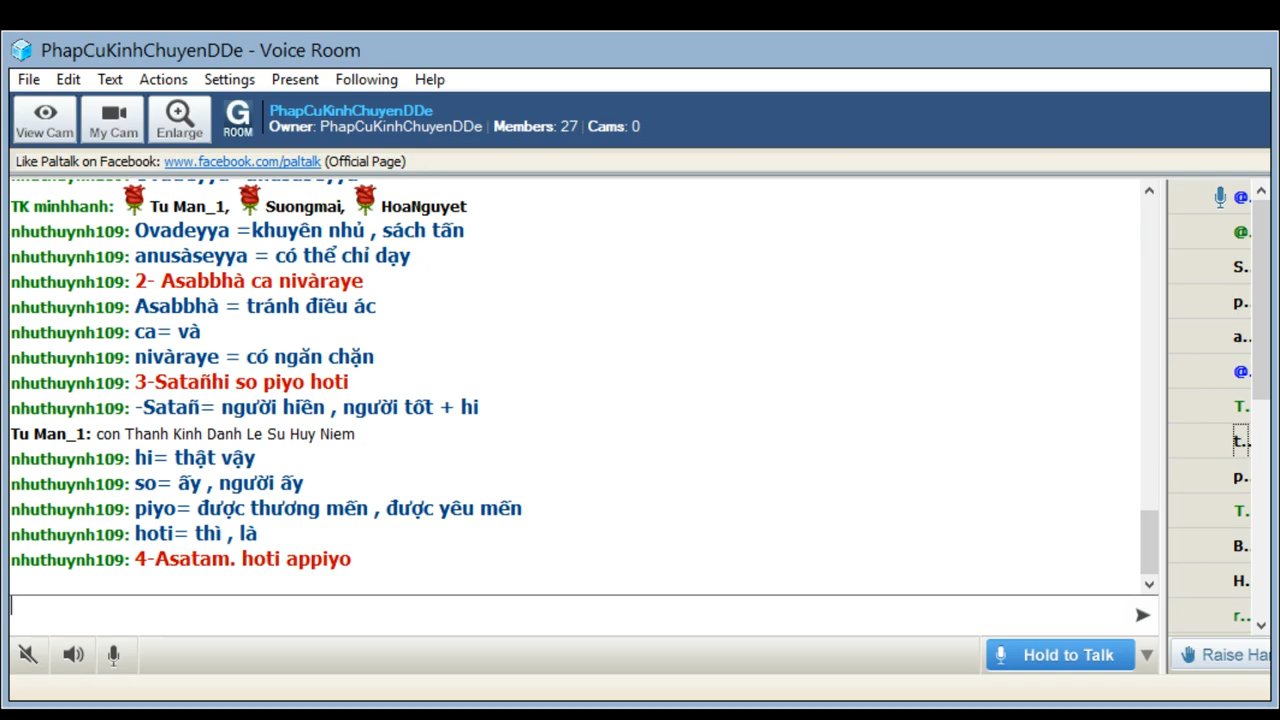 PhapCuKinhChuyenDDe - Voice Room
File Edit Text Actions Settings Present Following Help
View Cam My Cam Enlarge G ROOM PhapCuKinhChuyenDDe
Owner: PhapCuKinhChuyenDDe | Members: 27 | Cams: 0
Like Paltalk on Facebook: www.facebook.com/paltalk (Official Page)
TK minhhanh: Tu Man_1, Suongmai, HoaNguyet
nhuthuynh109: Ovadeyya =khuyên nhủ , sách tấn
nhuthuynh109: anusàseyya = có thể chỉ dạy
nhuthuynh109: 2- Asabbhà ca nivàraye
nhuthuynh109: Asabbhà = tránh điều ác
nhuthuynh109: ca= và
nhuthuynh109: nivàraye = có ngăn chặn
nhuthuynh109: 3-Satañhi so piyo hoti
nhuthuynh109: -Satañ= người hiền , người tốt + hi
Tu Man_1: con Thanh Kinh Danh Le Su Huy Niem
nhuthuynh109: hi= thật vậy
nhuthuynh109: so= ấy , người ấy
nhuthuynh109: piyo= được thương mến , được yêu mến
nhuthuynh109: hoti= thì , là
nhuthuynh109: 4-Asatam. hoti appiyo
@.
@.
S.
p.
a..
@.
T.
t..
p.
T.
B.
H.
r..
Hold to Talk
Raise Han